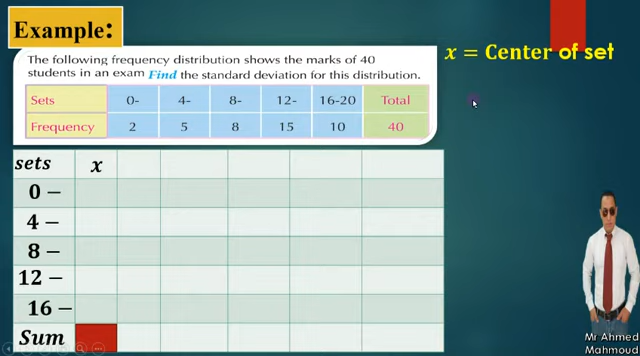 Example:
The following frequency distribution shows the marks of 40
students in an exam Find the standard deviation for this distribution.
x = Center of set
Sets 0- 4- 8- 12- 16-20 Total
Frequency 2 5 8 15 10 40
sets x
0 –
4 –
8 –
12 –
16 –
Sum
Mr Ahmed
Mahmoud